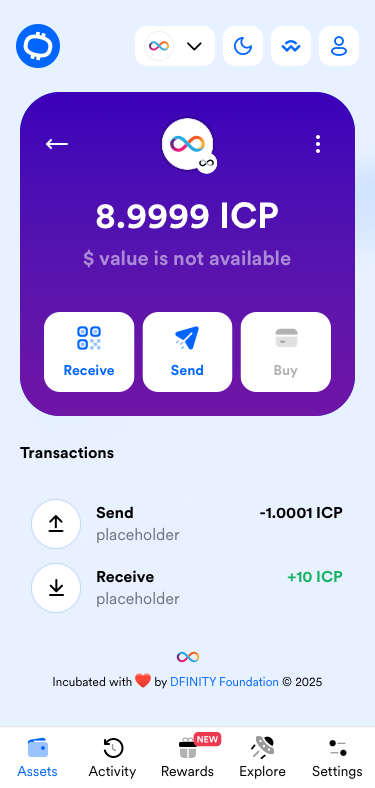 8.9999 ICP
$ value is not available
Receive
Send
Buy
Transactions
Send
-1.0001 ICP
placeholder
Receive
+10 ICP
placeholder
Incubated with ❤️ by DFINITY Foundation © 2025
NEW
Assets
Activity
Rewards
Explore
Settings